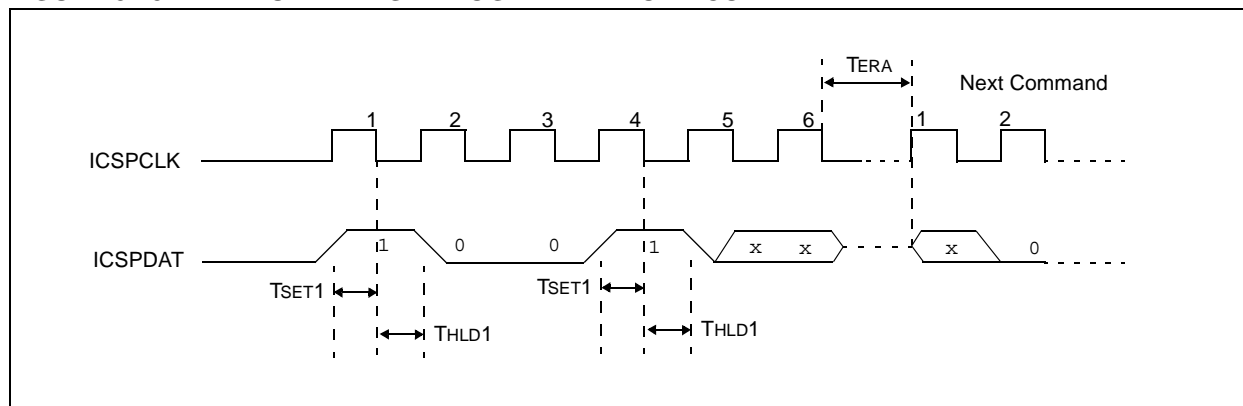 TERA
Next Command
1 2 3 4 5 6 1 2
ICSPCLK
ICSPDAT
1 0 0 1 x x x 0
TSET1 TSET1
THLD1 THLD1